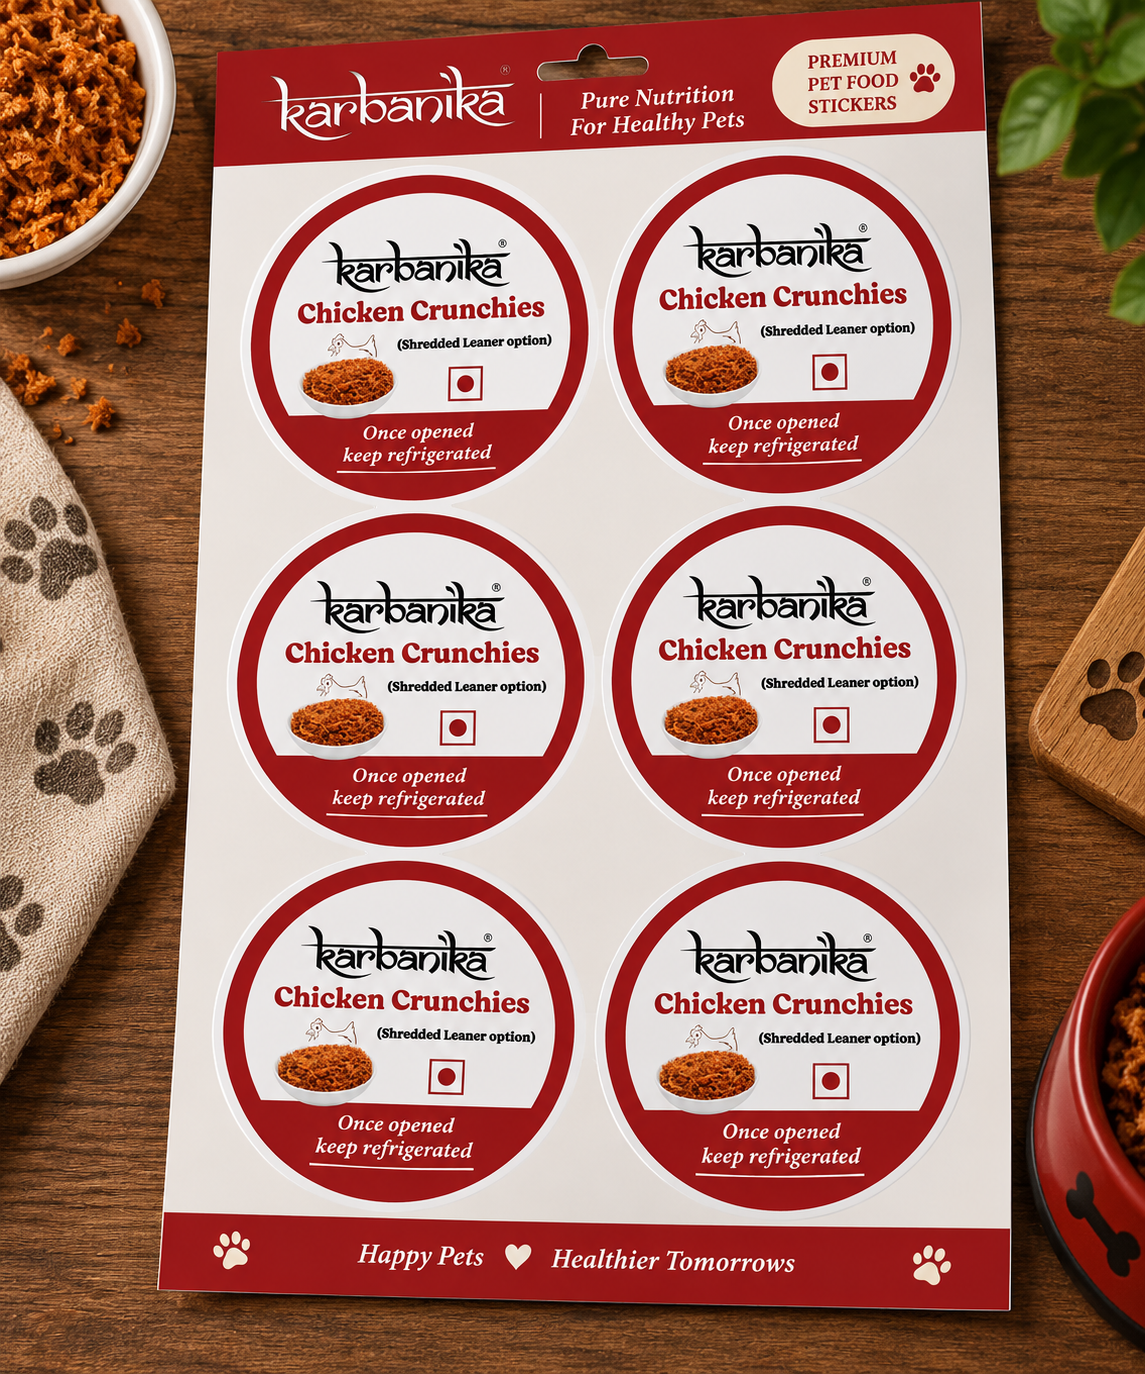 karbanika®
Pure Nutrition
For Healthy Pets
PREMIUM
PET FOOD
STICKERS
karbanika®
Chicken Crunchies
(Shredded Leaner option)
Once opened
keep refrigerated
karbanika®
Chicken Crunchies
(Shredded Leaner option)
Once opened
keep refrigerated
karbanika®
Chicken Crunchies
(Shredded Leaner option)
Once opened
keep refrigerated
karbanika®
Chicken Crunchies
(Shredded Leaner option)
Once opened
keep refrigerated
karbanika®
Chicken Crunchies
(Shredded Leaner option)
Once opened
keep refrigerated
karbanika®
Chicken Crunchies
(Shredded Leaner option)
Once opened
keep refrigerated
Happy Pets Healthier Tomorrows